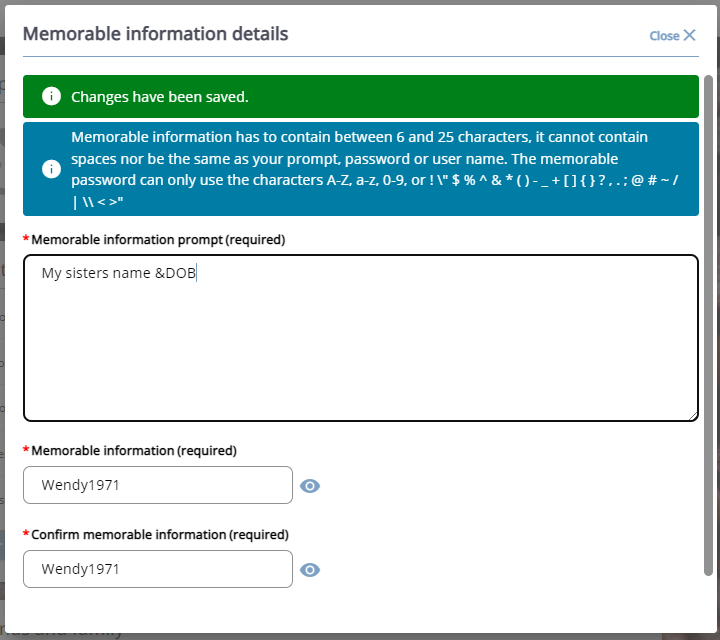 Memorable information details
Close
Changes have been saved.
Memorable information has to contain between 6 and 25 characters, it cannot contain
spaces nor be the same as your prompt, password or user name. The memorable
password can only use the characters A-Z, a-z, 0-9, or ! \" $ % ^ & * ( ) - _ + [ ] { } ? , . ; @ # ~ /
| \\ < >"
* Memorable information prompt (required)
My sisters name &DOB
* Memorable information (required)
Wendy1971
* Confirm memorable information (required)
Wendy1971